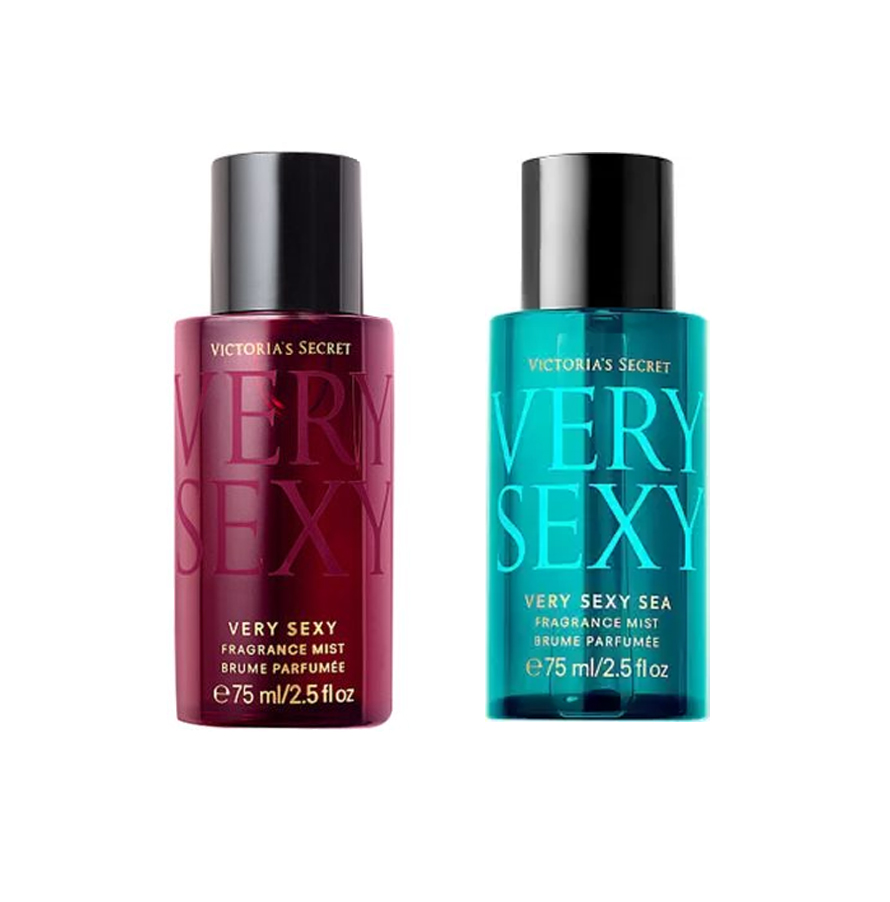 VICTORIA'S SECRET
VERY
SEXY
VERY SEXY
FRAGRANCE MIST
BRUME PARFUMÉE
℮75 ml/2.5 fl oz
VICTORIA'S SECRET
VERY
SEXY
VERY SEXY SEA
FRAGRANCE MIST
BRUME PARFUMÉE
℮75 ml/2.5 fl oz